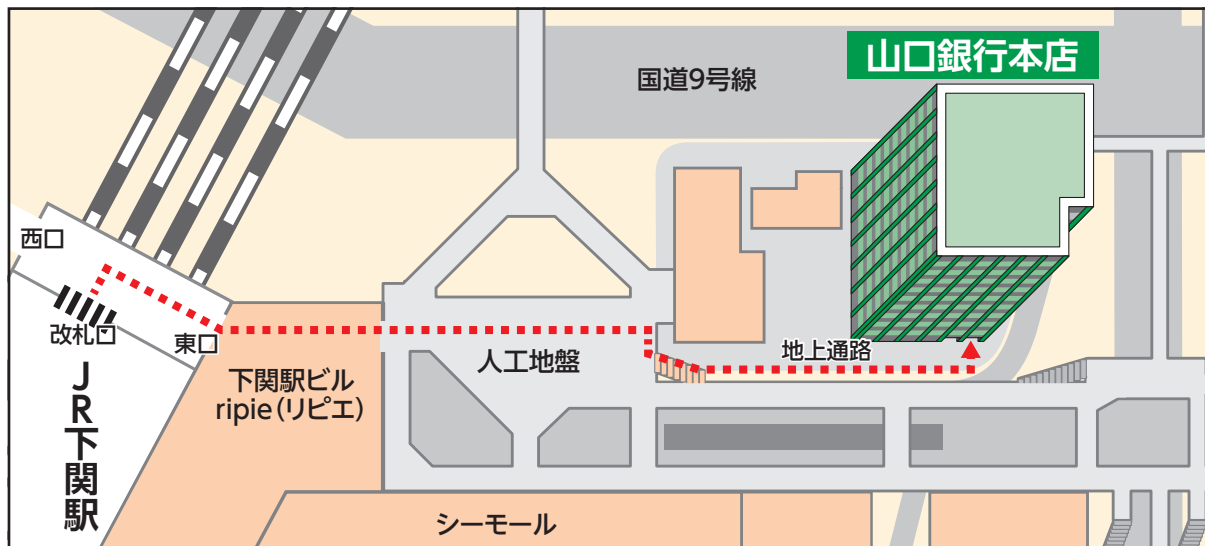 山口銀行本店
国道9号線
西口
改札口
東口
人工地盤
地上通路
下関駅ビル
ripie(リピエ)
JR下関駅
シーモール